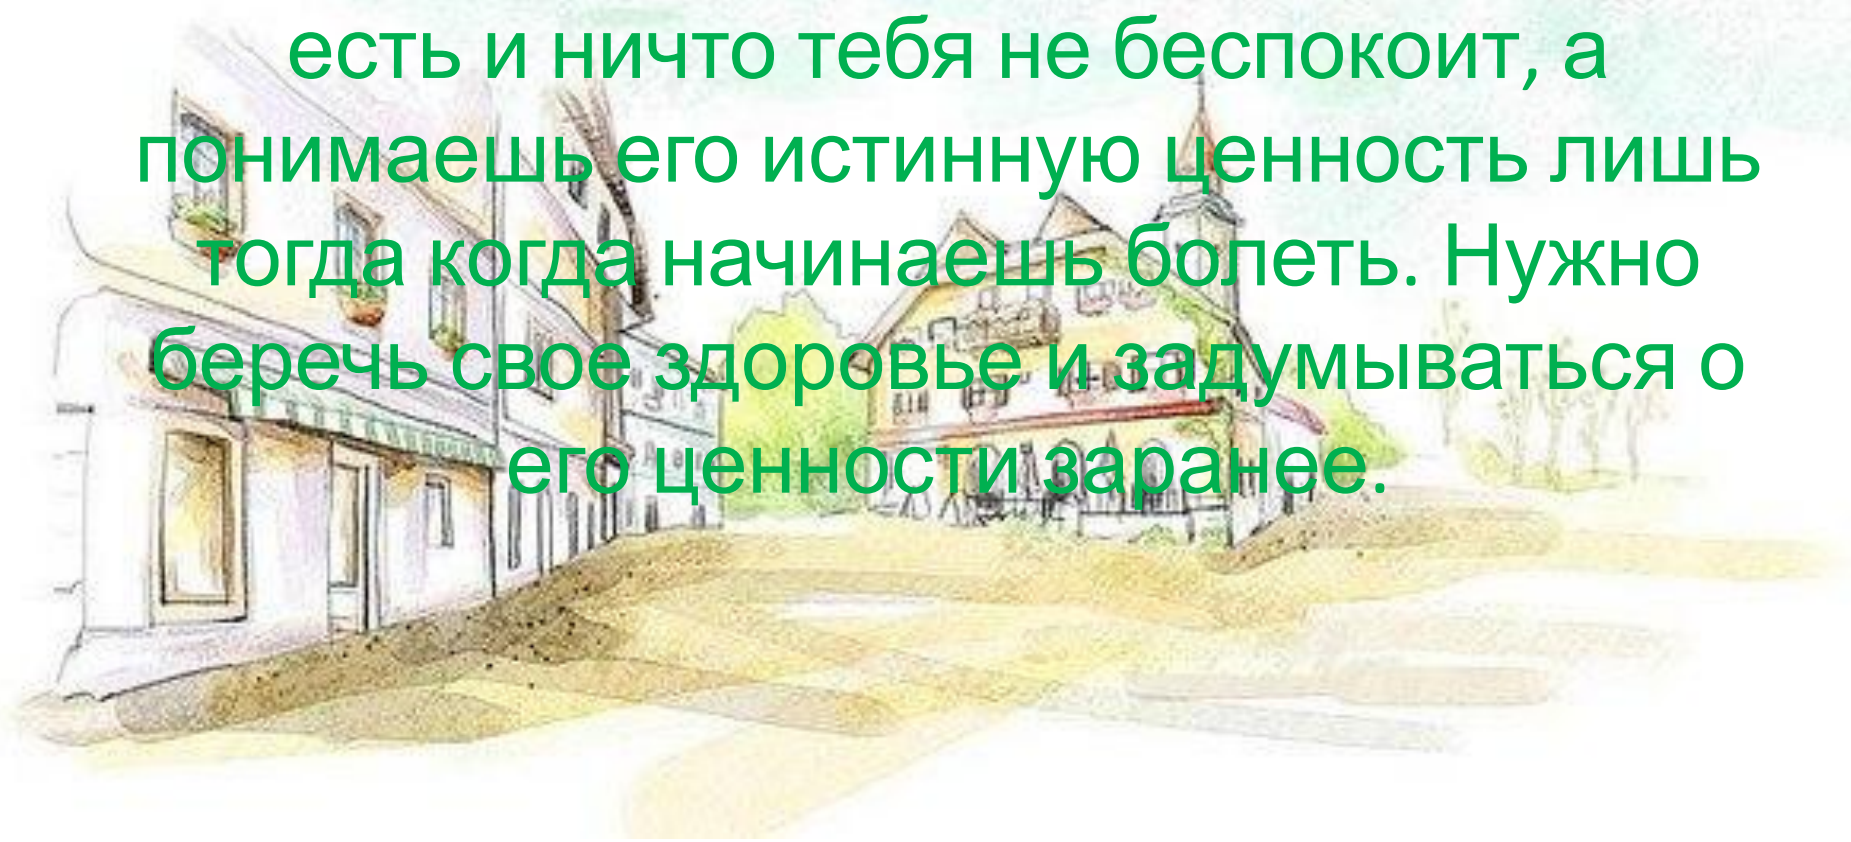 есть и ничто тебя не беспокоит, а
понимаешь его истинную ценность лишь
тогда когда начинаешь болеть. Нужно
беречь свое здоровье и задумываться о
его ценности заранее.